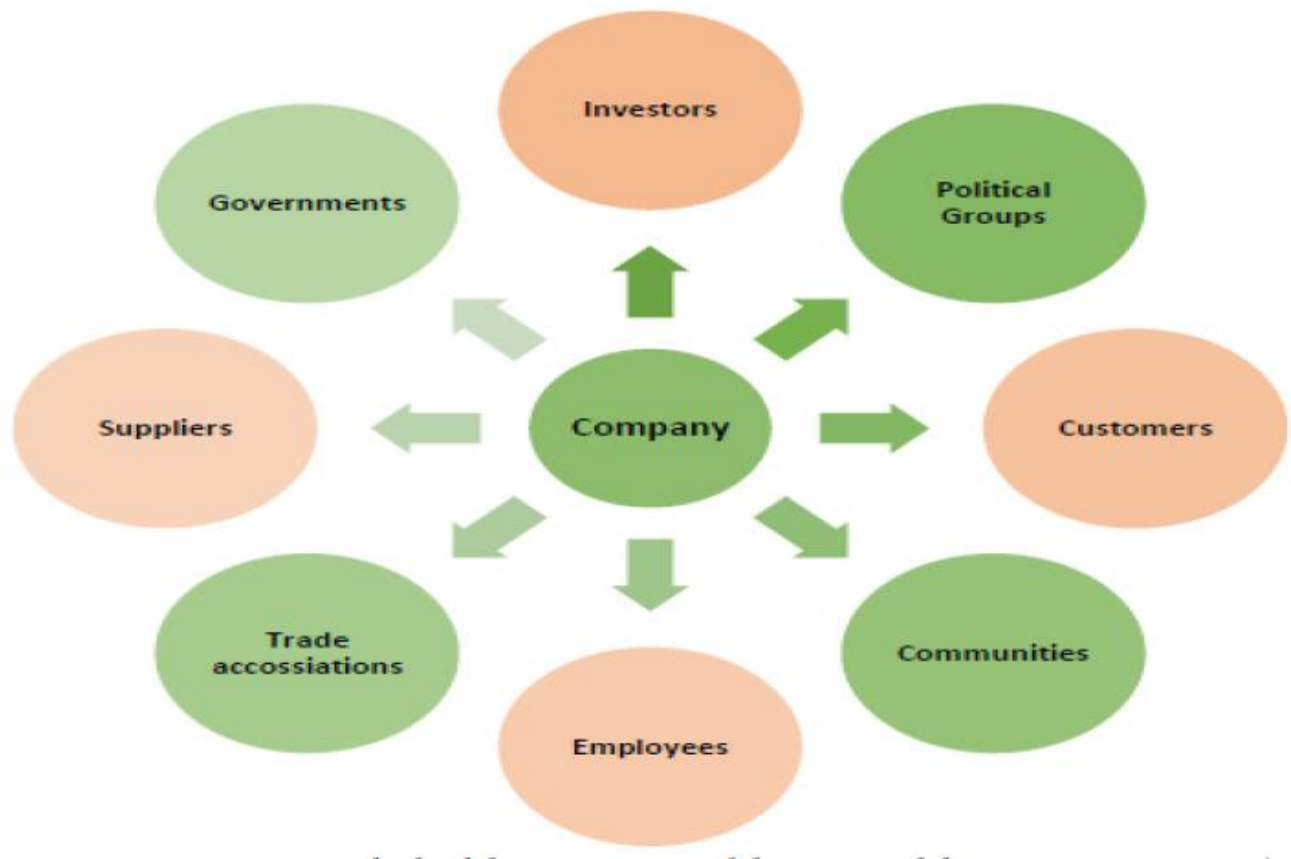 Investors
Governments
Political
Groups
Suppliers
Company
Customers
Trade
accossiations
Communities
Employees